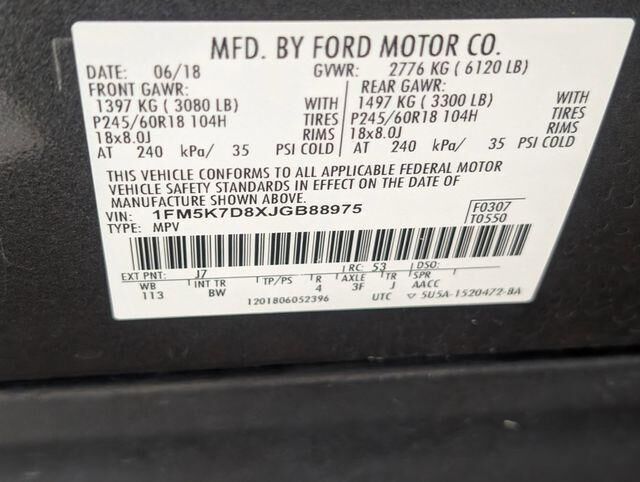 MFD. BY FORD MOTOR CO.
DATE: 06/18 GVWR: 2776 KG ( 6120 LB)
FRONT GAWR: REAR GAWR:
1397 KG ( 3080 LB) WITH 1497 KG ( 3300 LB) WITH
P245/60R18 104H TIRES P245/60R18 104H TIRES
18x8.0J RIMS 18x8.0J RIMS
AT 240 kPa/ 35 PSI COLD AT 240 kPa/ 35 PSI COLD
THIS VEHICLE CONFORMS TO ALL APPLICABLE FEDERAL MOTOR
VEHICLE SAFETY STANDARDS IN EFFECT ON THE DATE OF
MANUFACTURE SHOWN ABOVE.
VIN: 1FM5K7D8XJGB88975 F0307
TYPE: MPV T0550
EXT PNT: J7 RC: 53 DSO:
WB INT TR TP/PS R AXLE TR SPR
113 BW 4 3F J AACC
1201806052396 UTC ▽ 5U5A-1520472-BA